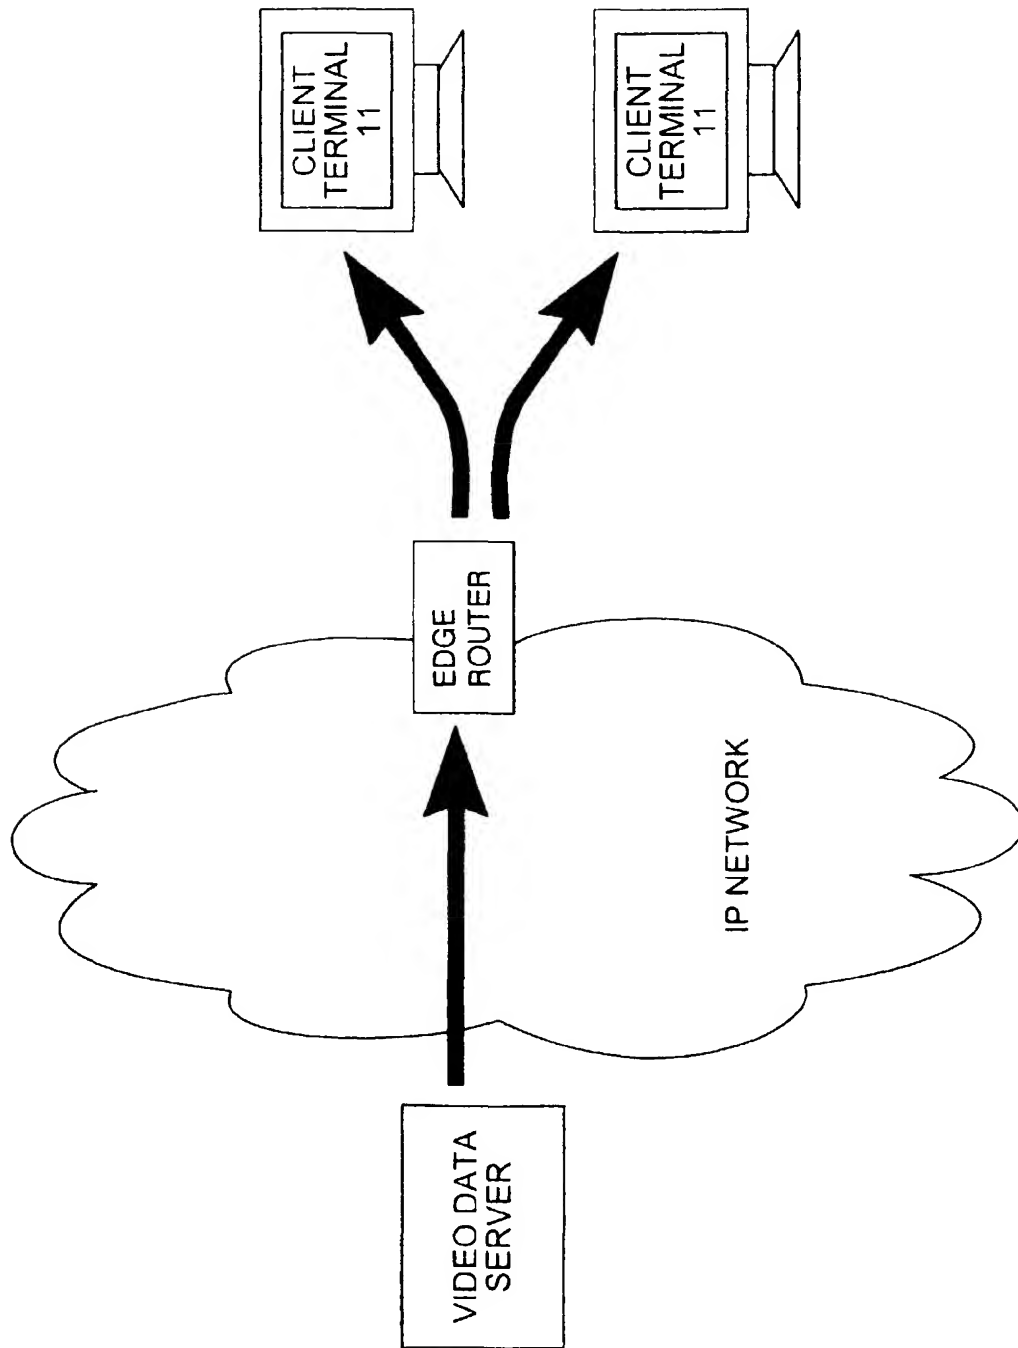 VIDEO DATA
SERVER
EDGE
ROUTER
IP NETWORK
CLIENT
TERMINAL
11
CLIENT
TERMINAL
11